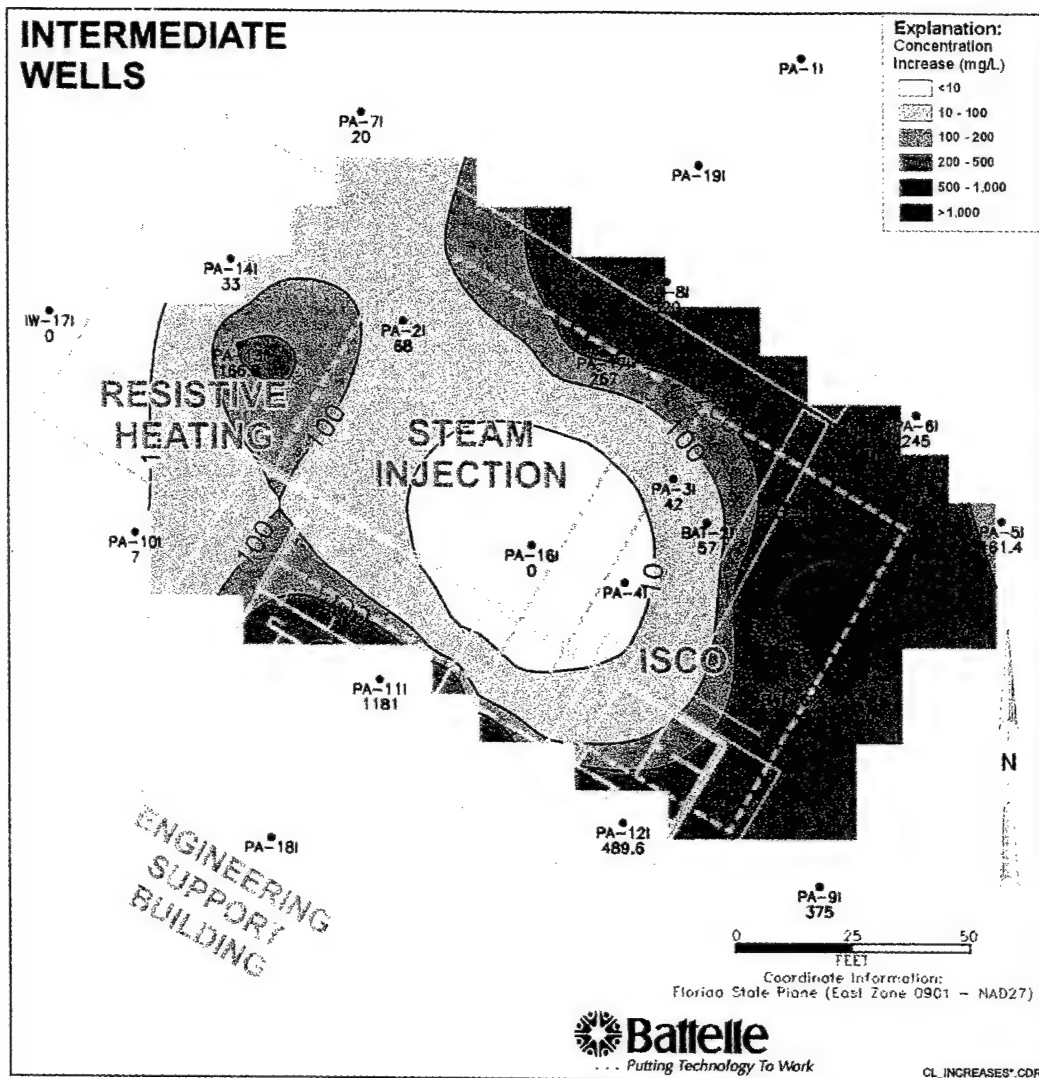 INTERMEDIATE
WELLS
Explanation:
Concentration
Increase (mg/L)
<10
10 - 100
100 - 200
200 - 500
500 - 1,000
>1,000
PA-1I
PA-7I
20
PA-19I
PA-14I
33
IW-17I
0
PA-2I
68
PA-6I
245
RESISTIVE
HEATING
100
STEAM
INJECTION
100
PA-3I
42
BAT-2I
57
PA-10I
7
100
PA-16I
0
PA-4I
10
PA-5I
ISCO
PA-11I
1181
N
PA-12I
489.6
ENGINEERING
SUPPORT
BUILDING
PA-18I
PA-9I
375
0 25 50
FEET
Coordinate Information:
Florida State Plane (East Zone 0901 - NAD27)
Battelle
... Putting Technology To Work
CL_INCREASES*.CDR